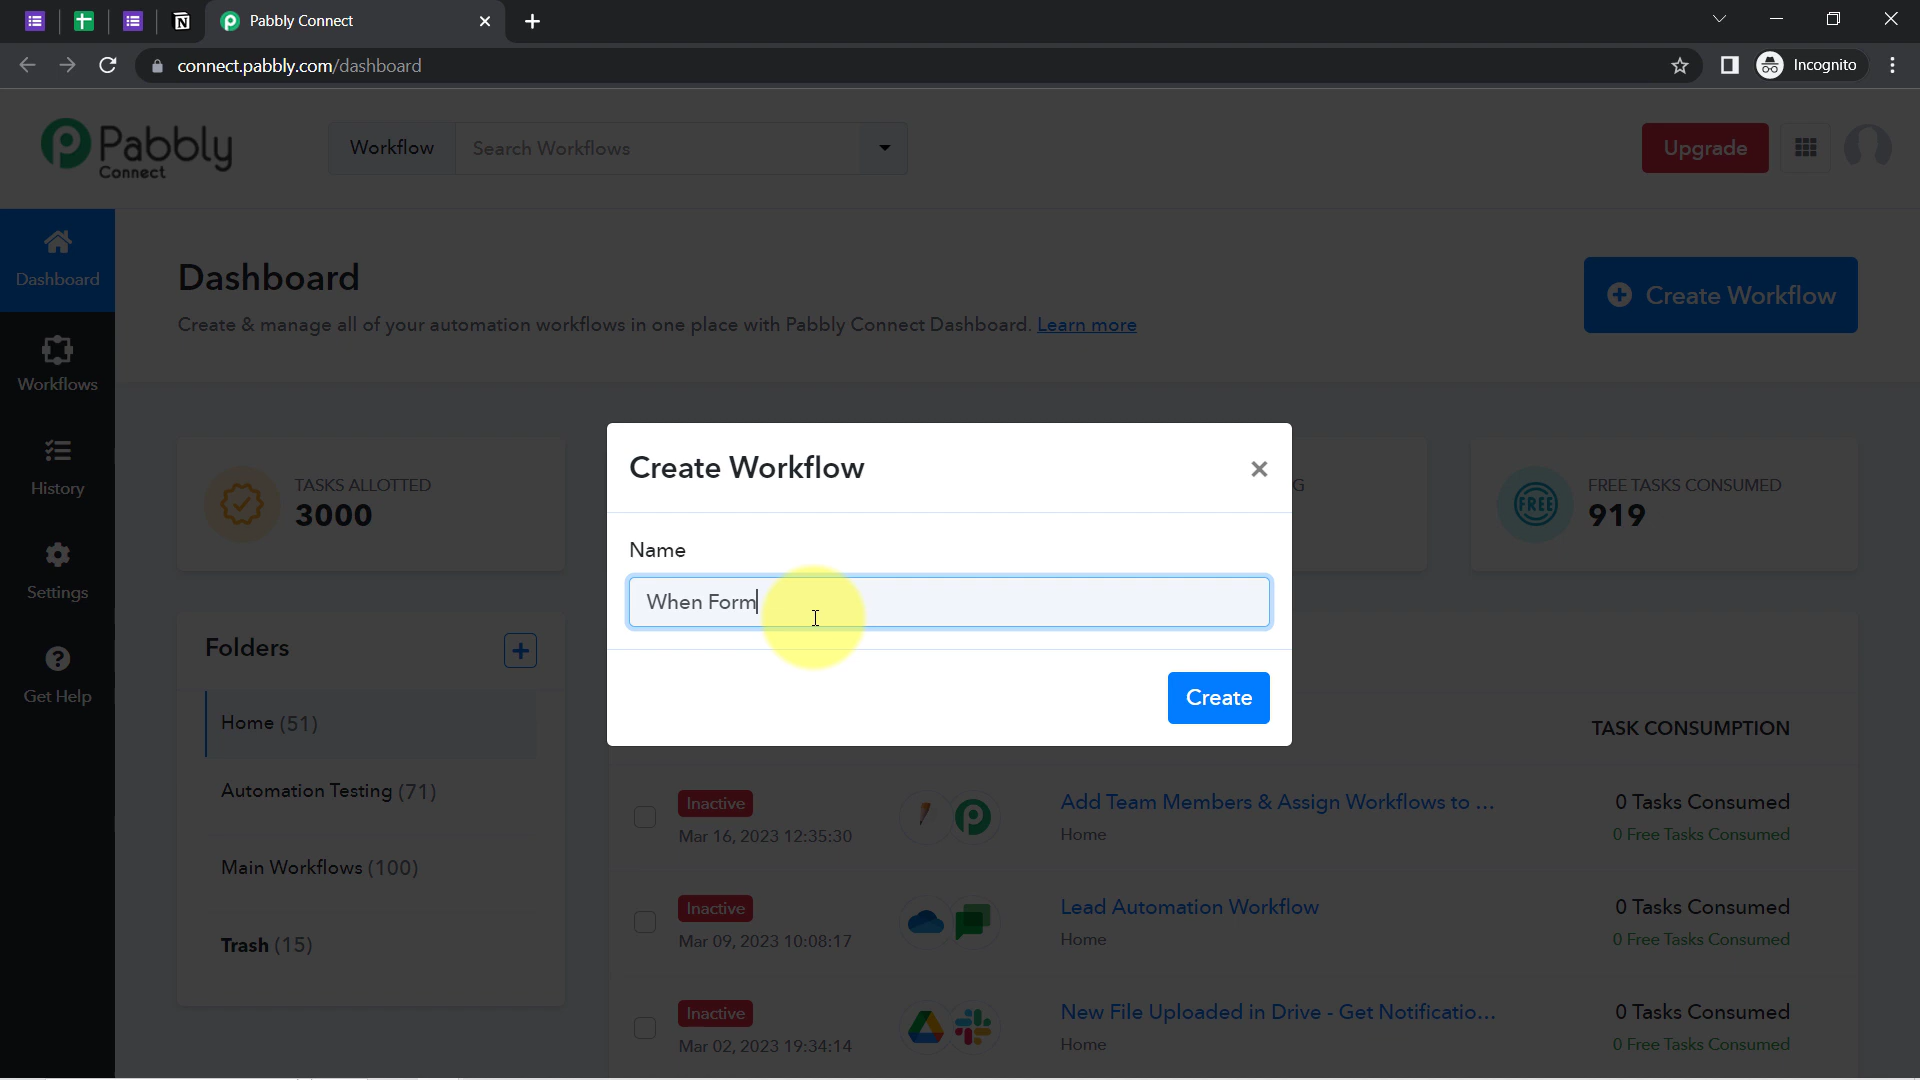 Pabbly Connect
connect.pabbly.com/dashboard
Incognito
Pabbly
Connect
Workflow
Search Workflows
Upgrade
Dashboard
Workflows
History
Settings
Get Help
Dashboard
Create & manage all of your automation workflows in one place with Pabbly Connect Dashboard. Learn more
Create Workflow
TASKS ALLOTTED
3000
G
FREE
FREE TASKS CONSUMED
919
Create Workflow
×
Name
When Form
Create
Folders
Home (51)
Automation Testing (71)
Main Workflows (100)
Trash (15)
TASK CONSUMPTION
Inactive
Mar 16, 2023 12:35:30
Add Team Members & Assign Workflows to ...
Home
0 Tasks Consumed
0 Free Tasks Consumed
Inactive
Mar 09, 2023 10:08:17
Lead Automation Workflow
Home
0 Tasks Consumed
0 Free Tasks Consumed
Inactive
Mar 02, 2023 19:34:14
New File Uploaded in Drive - Get Notificatio...
Home
0 Tasks Consumed
0 Free Tasks Consumed